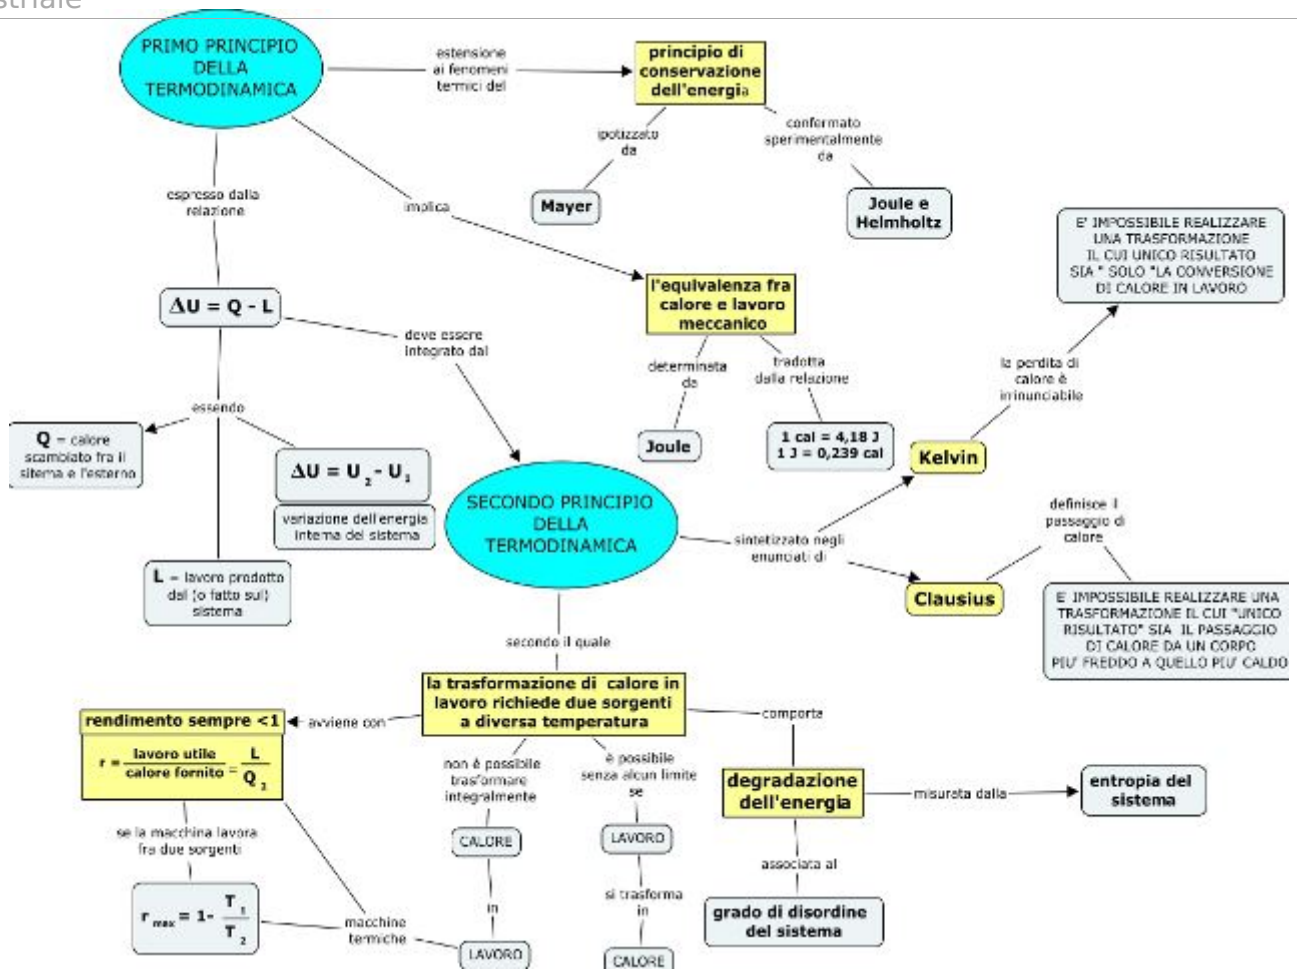 striale
PRIMO PRINCIPIO
DELLA
TERMODINAMICA
estensione
ai fenomeni
termici del
principio di
conservazione
dell'energia
ipotizzato
da
confermato
sperimentalmente
da
Mayer
Joule e
Helmholtz
espresso dalla
relazione
implica
E' IMPOSSIBILE REALIZZARE
UNA TRASFORMAZIONE
IL CUI UNICO RISULTATO
SIA " SOLO "LA CONVERSIONE
DI CALORE IN LAVORO
ΔU = Q - L
l'equivalenza fra
calore e lavoro
meccanico
deve essere
integrato dal
determinata
da
tradotta
dalla relazione
la perdita di
calore è
irrinunciabile
essendo
Q = calore
scambiato fra il
sitema e l'esterno
Joule
1 cal = 4,18 J
1 J = 0,239 cal
Kelvin
ΔU = U2 - U1
variazione dell'energia
interna del sistema
SECONDO PRINCIPIO
DELLA
TERMODINAMICA
sintetizzato negli
enunciati di
definisce il
passaggio di
calore
L = lavoro prodotto
dal (o fatto sul)
sistema
Clausius
E' IMPOSSIBILE REALIZZARE UNA
TRASFORMAZIONE IL CUI "UNICO
RISULTATO" SIA IL PASSAGGIO
DI CALORE DA UN CORPO
PIU' FREDDO A QUELLO PIU' CALDO
secondo il quale
la trasformazione di calore in
lavoro richiede due sorgenti
a diversa temperatura
rendimento sempre <1
avviene con
comporta
r = lavoro utile / calore fornito = L / Q2
non è possibile
trasformare
integralmente
è possibile
senza alcun limite
se
degradazione
dell'energia
misurata dalla
entropia del
sistema
se la macchina lavora
fra due sorgenti
CALORE
LAVORO
associata al
r max = 1- T1 / T2
macchine
termiche
in
si trasforma
in
grado di disordine
del sistema
LAVORO
CALORE